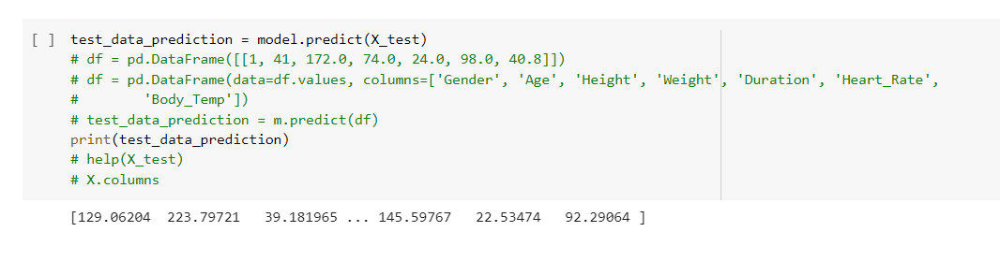 [ ] test_data_prediction = model.predict(X_test)
# df = pd.DataFrame([[1, 41, 172.0, 74.0, 24.0, 98.0, 40.8]])
# df = pd.DataFrame(data=df.values, columns=['Gender', 'Age', 'Height', 'Weight', 'Duration', 'Heart_Rate',
#        'Body_Temp'])
# test_data_prediction = m.predict(df)
print(test_data_prediction)
# help(X_test)
# X.columns
[129.06204  223.79721   39.181965 ... 145.59767   22.53474   92.29064 ]